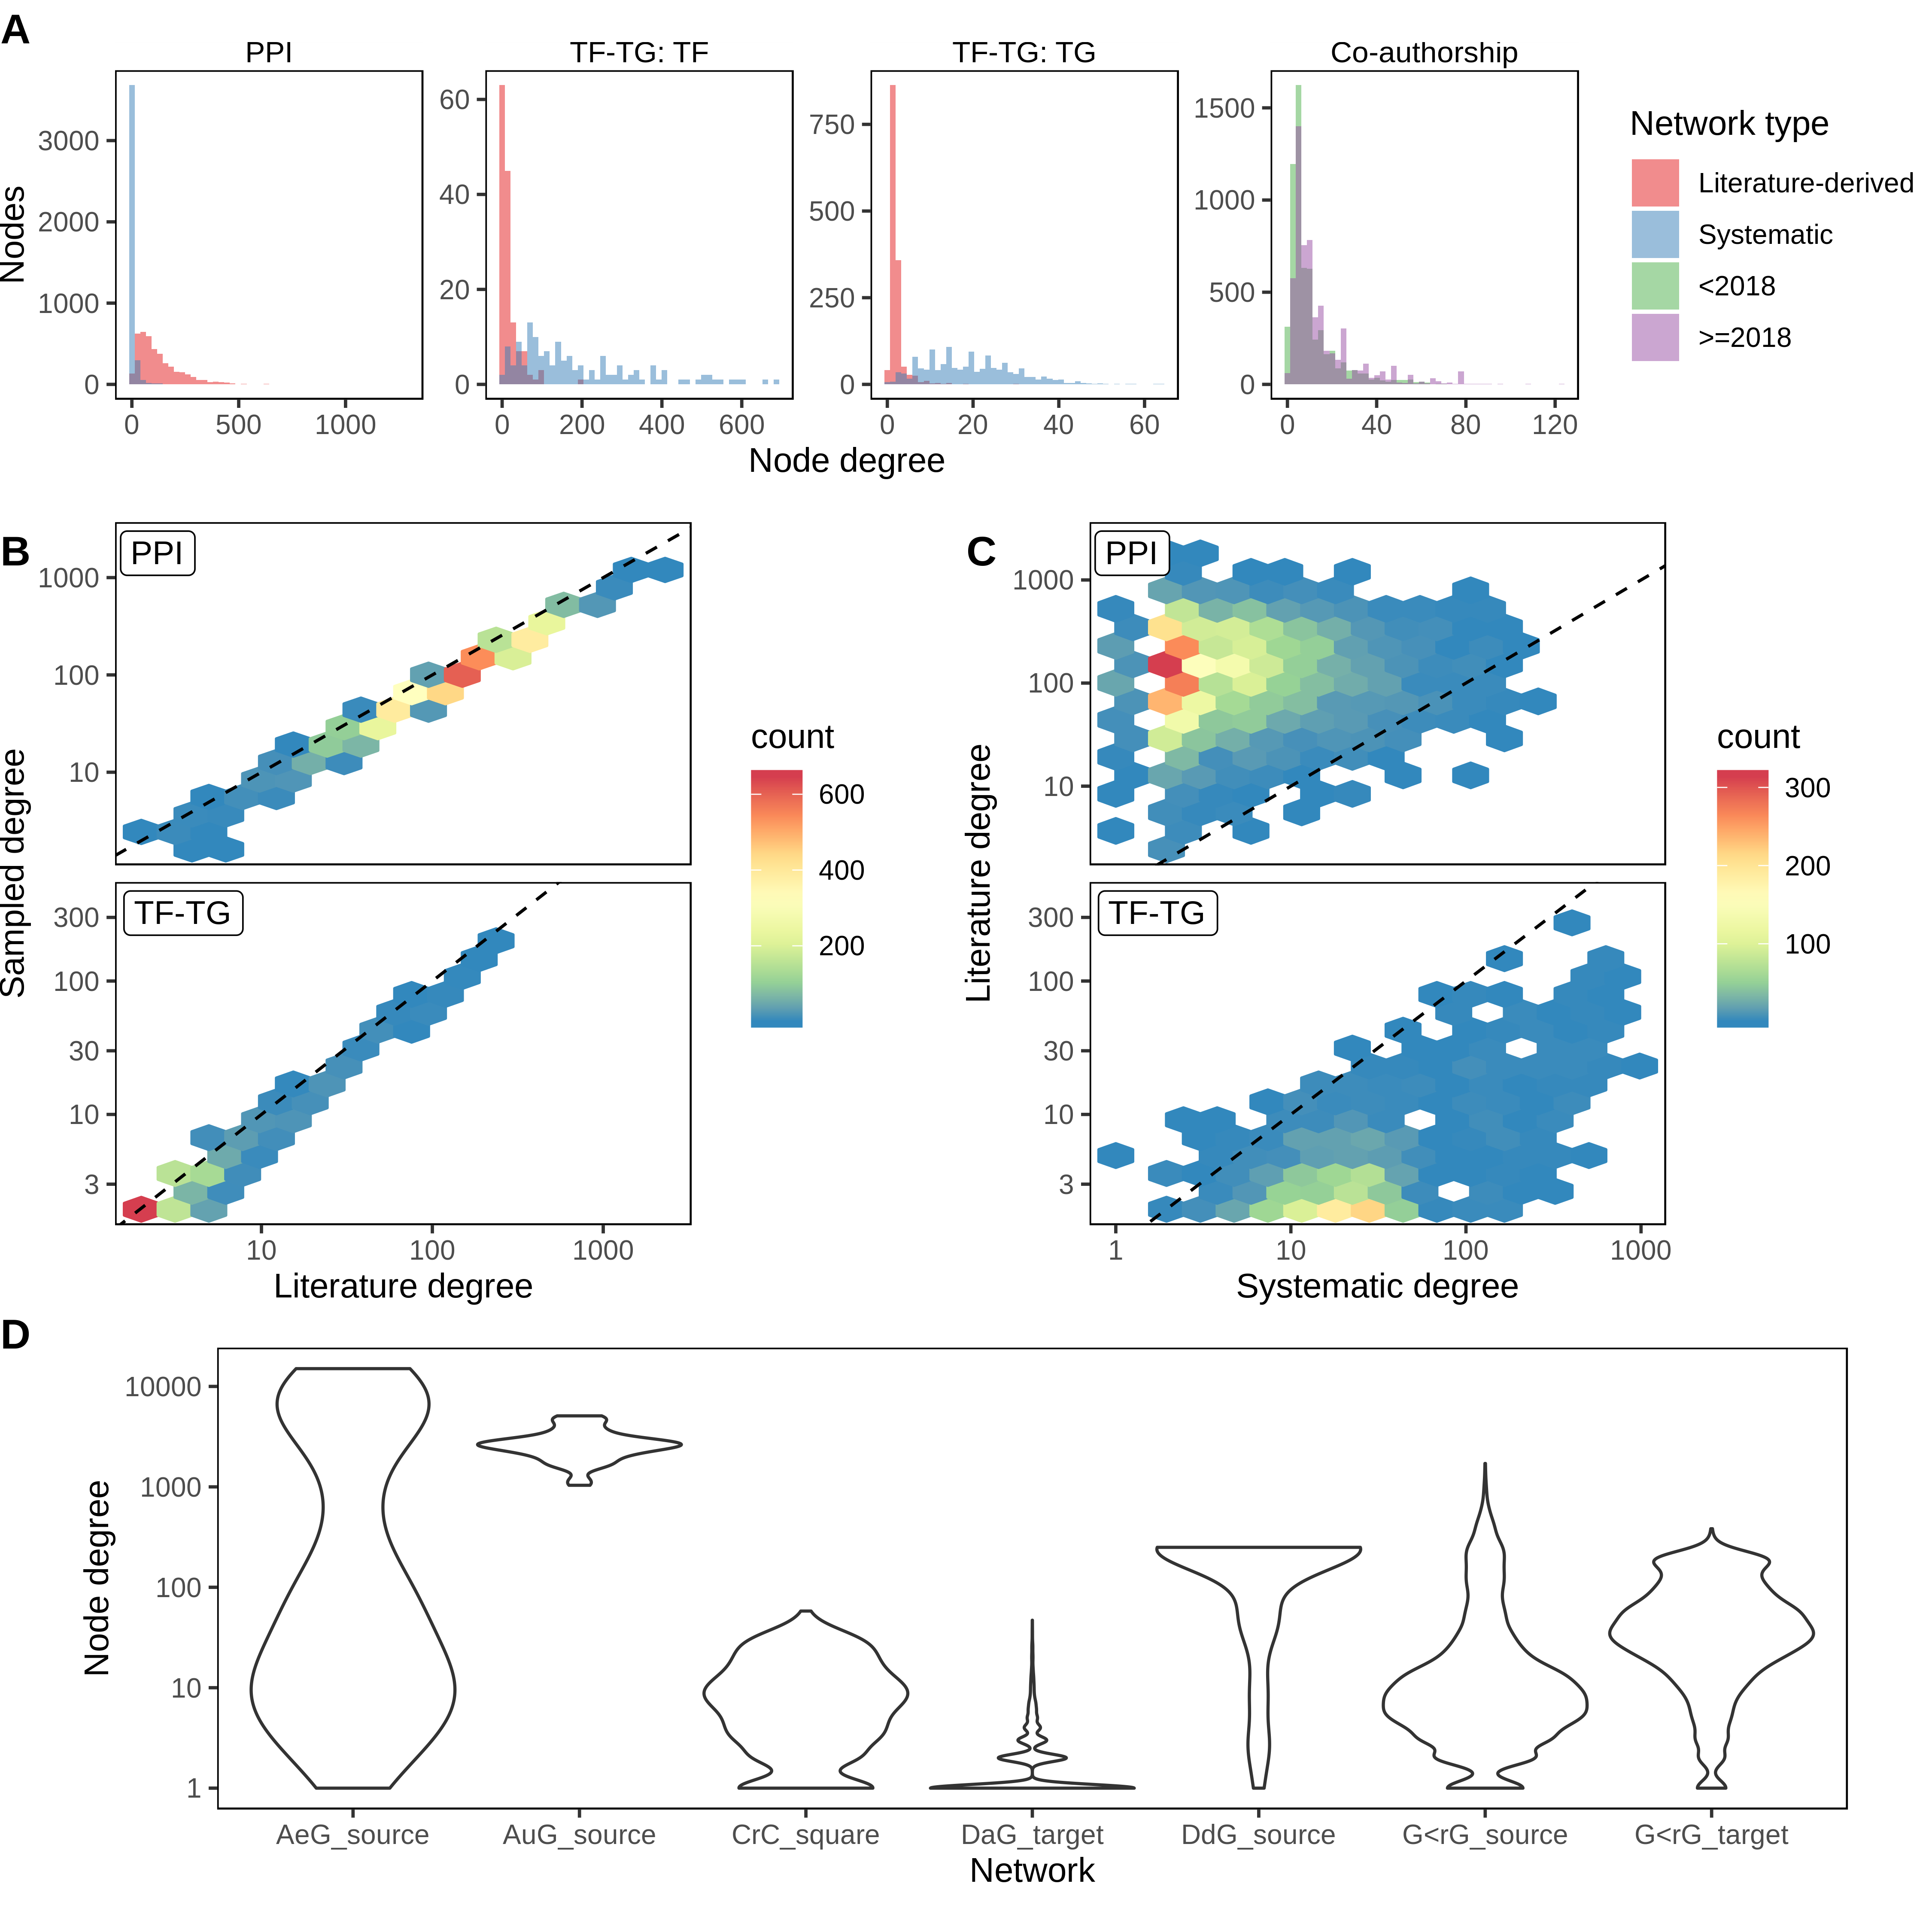 A
PPI
TF-TG: TF
TF-TG: TG
Co-authorship
Nodes
3000
2000
1000
0
60
40
20
0
750
500
250
0
1500
1000
500
0
0 500 1000
0 200 400 600
0 20 40 60
0 40 80 120
Node degree
Network type
Literature-derived
Systematic
<2018
>=2018
B
PPI
1000
100
10
Sampled degree
TF-TG
300
100
30
10
3
10 100 1000
Literature degree
count
600
400
200
C
PPI
1000
100
10
Literature degree
TF-TG
300
100
30
10
3
1 10 100 1000
Systematic degree
count
300
200
100
D
10000
1000
100
10
1
Node degree
AeG_source AuG_source CrC_square DaG_target DdG_source G<rG_source G<rG_target
Network